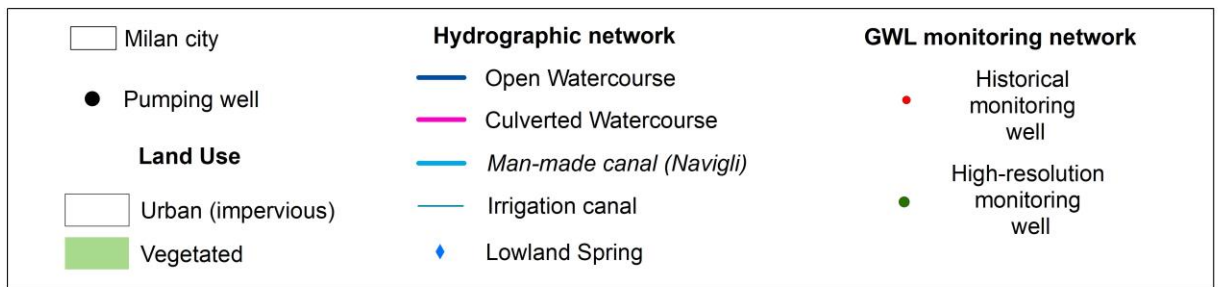 Milan city
Pumping well
Land Use
Urban (impervious)
Vegetated
Hydrographic network
Open Watercourse
Culverted Watercourse
Man-made canal (Navigli)
Irrigation canal
Lowland Spring
GWL monitoring network
Historical
monitoring
well
High-resolution
monitoring
well